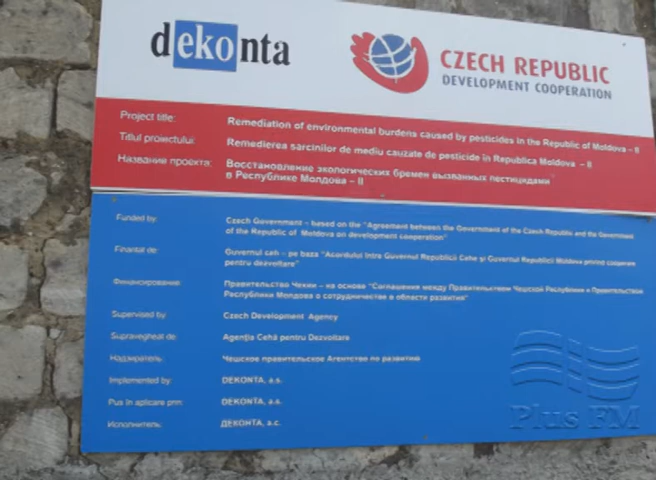 dekonta
CZECH REPUBLIC
DEVELOPMENT COOPERATION
Project title: Remediation of environmental burdens caused by pesticides in the Republic of Moldova – II
Titlul proiectului: Remedierea sarcinilor de mediu cauzate de pesticide în Republica Moldova – II
Название проекта: Восстановление экологических бремен вызванных пестицидами
в Республике Молдова – II
Funded by: Czech Government – based on the "Agreement between the Government of the Czech Republic and the Government
of the Republic of Moldova on development cooperation"
Finanțat de: Guvernul ceh – pe baza "Acordului între Guvernul Republicii Cehe și Guvernul Republicii Moldova privind cooperare
pentru dezvoltare"
Финансирование: Правительство Чехии – на основе "Соглашения между Правительством Чешской Республики и Правительством
Республики Молдова о сотрудничестве в области развития"
Supervised by: Czech Development Agency
Supravegheat de: Agenția Cehă pentru Dezvoltare
Надзиратель: Чешское правительское Агентство по развитию
Implemented by: DEKONTA, a.s.
Pus în aplicare prin: DEKONTA, a.s.
Исполнитель: ДЕКОНТА, а.с.
Plus FM